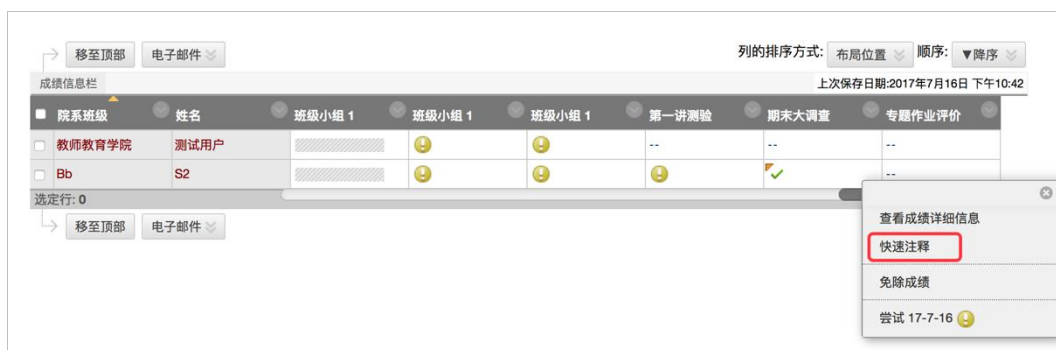 移至顶部 电子邮件 列的排序方式: 布局位置 顺序: ▼降序
成绩信息栏 上次保存日期:2017年7月16日 下午10:42
院系班级 姓名 班级小组 1 班级小组 1 班级小组 1 第一讲测验 期末大调查 专题作业评价
教师教育学院 测试用户 -- -- --
Bb S2 --
选定行: 0
移至顶部 电子邮件
查看成绩详细信息
快速注释
免除成绩
尝试 17-7-16